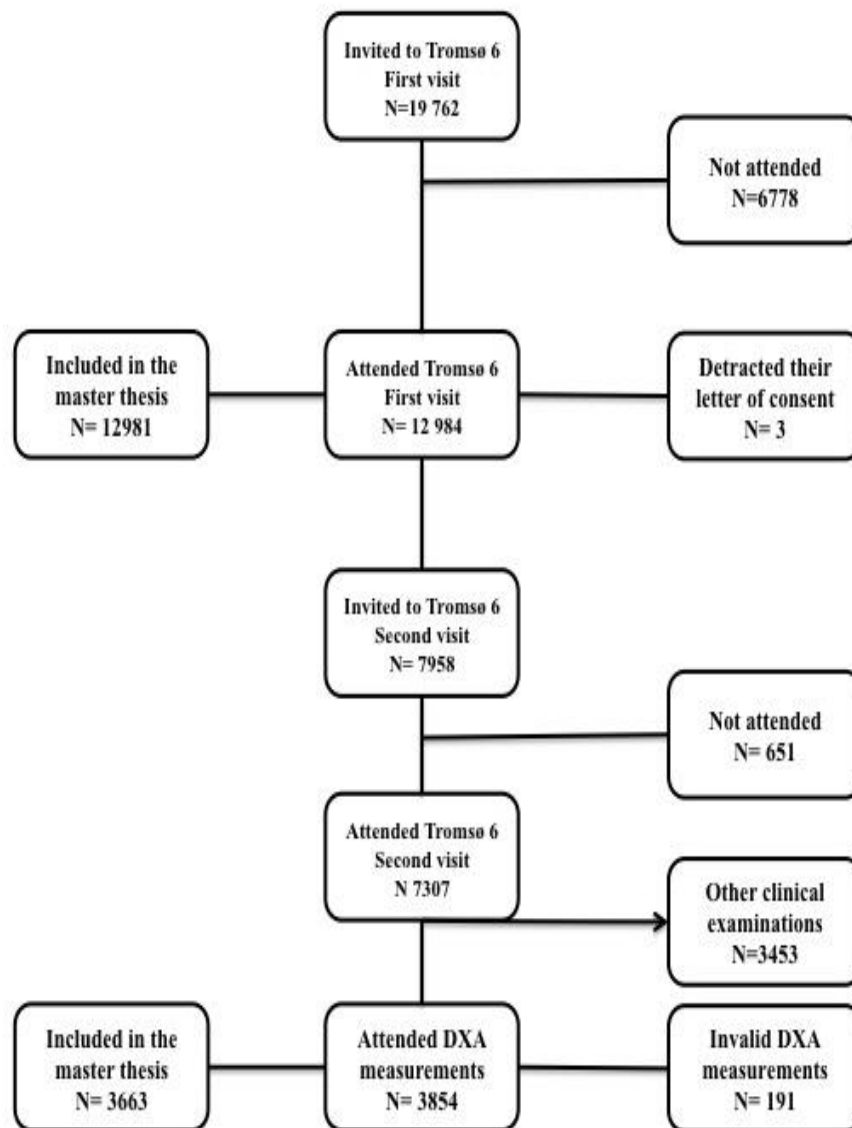 Invited to Tromsø 6
First visit
N=19 762
Not attended
N=6778
Included in the
master thesis
N= 12981
Attended Tromsø 6
First visit
N= 12 984
Detracted their
letter of consent
N= 3
Invited to Tromsø 6
Second visit
N= 7958
Not attended
N= 651
Attended Tromsø 6
Second visit
N 7307
Other clinical
examinations
N=3453
Included in the
master thesis
N= 3663
Attended DXA
measurements
N= 3854
Invalid DXA
measurements
N= 191